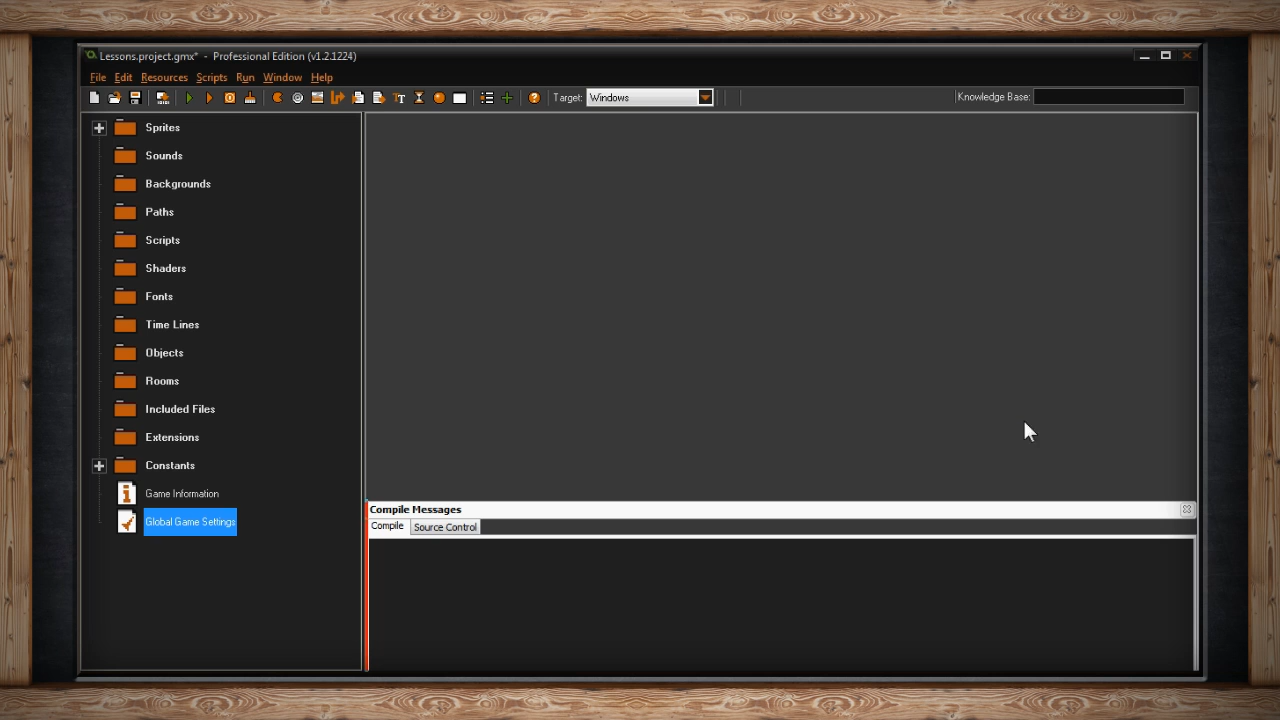 Lessons.project.gmx* - Professional Edition (v1.2.1224)
File Edit Resources Scripts Run Window Help
Target: Windows
Knowledge Base:
Sprites
Sounds
Backgrounds
Paths
Scripts
Shaders
Fonts
Time Lines
Objects
Rooms
Included Files
Extensions
Constants
Game Information
Global Game Settings
Compile Messages
Compile Source Control